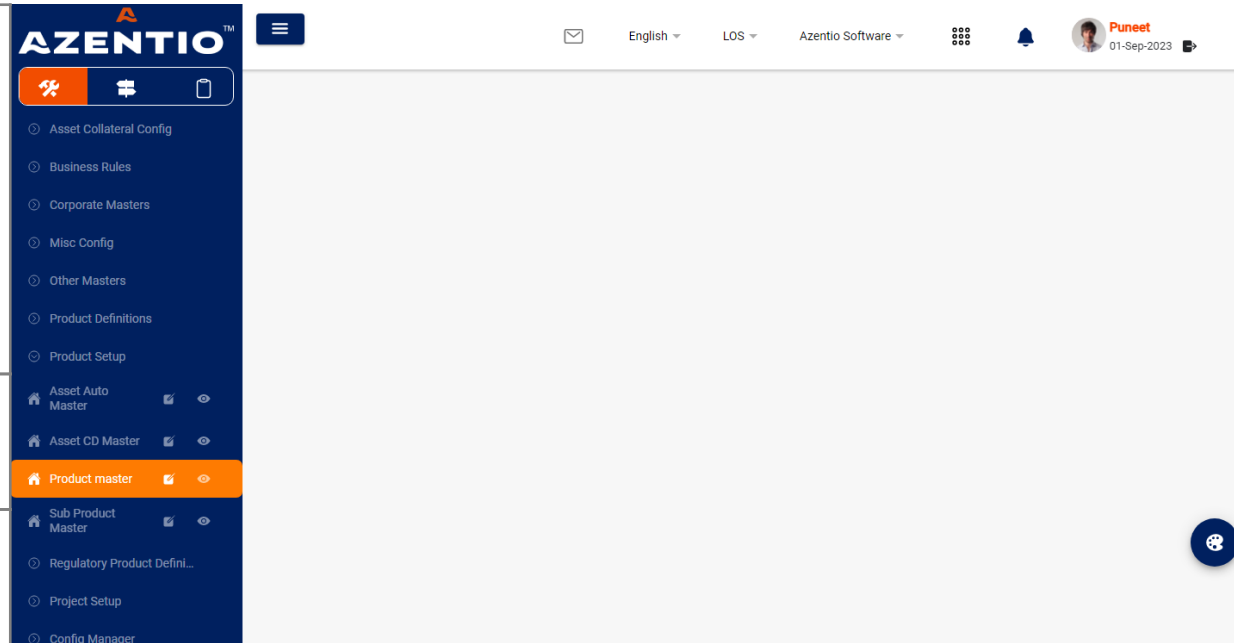 AZENTIO™
English
LOS
Azentio Software
Puneet
01-Sep-2023
Asset Collateral Config
Business Rules
Corporate Masters
Misc Config
Other Masters
Product Definitions
Product Setup
Asset Auto
Master
Asset CD Master
Product master
Sub Product
Master
Regulatory Product Defini...
Project Setup
Config Manager